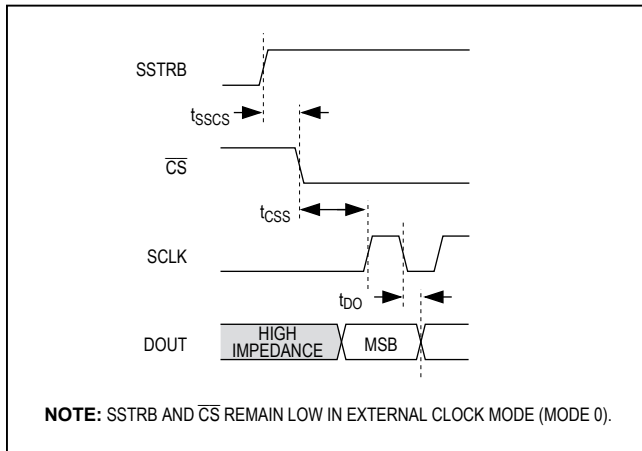 SSTRB
tSSCS
CS
tCSS
SCLK
tDO
DOUT
HIGH
IMPEDANCE
MSB
NOTE: SSTRB AND CS REMAIN LOW IN EXTERNAL CLOCK MODE (MODE 0).